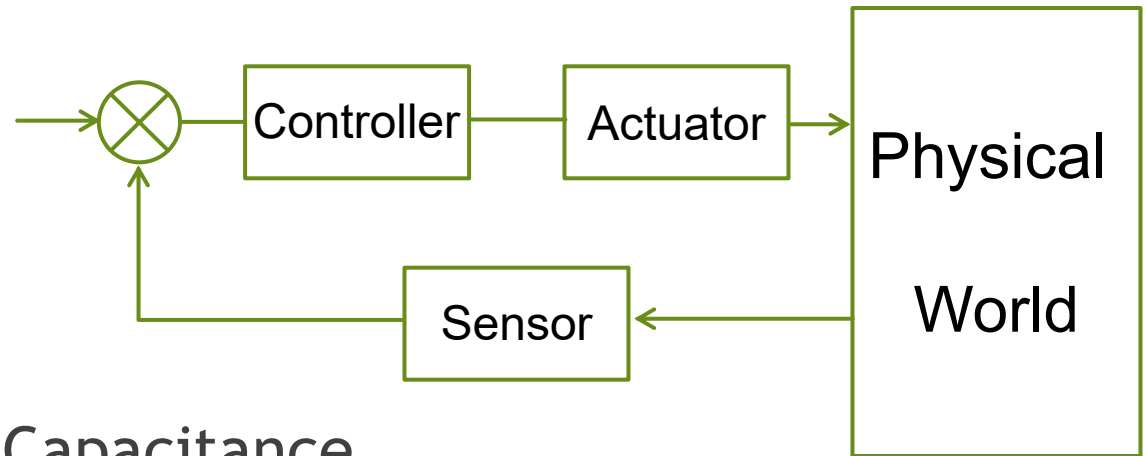 Controller
Actuator
Physical
World
Sensor
Capacitance